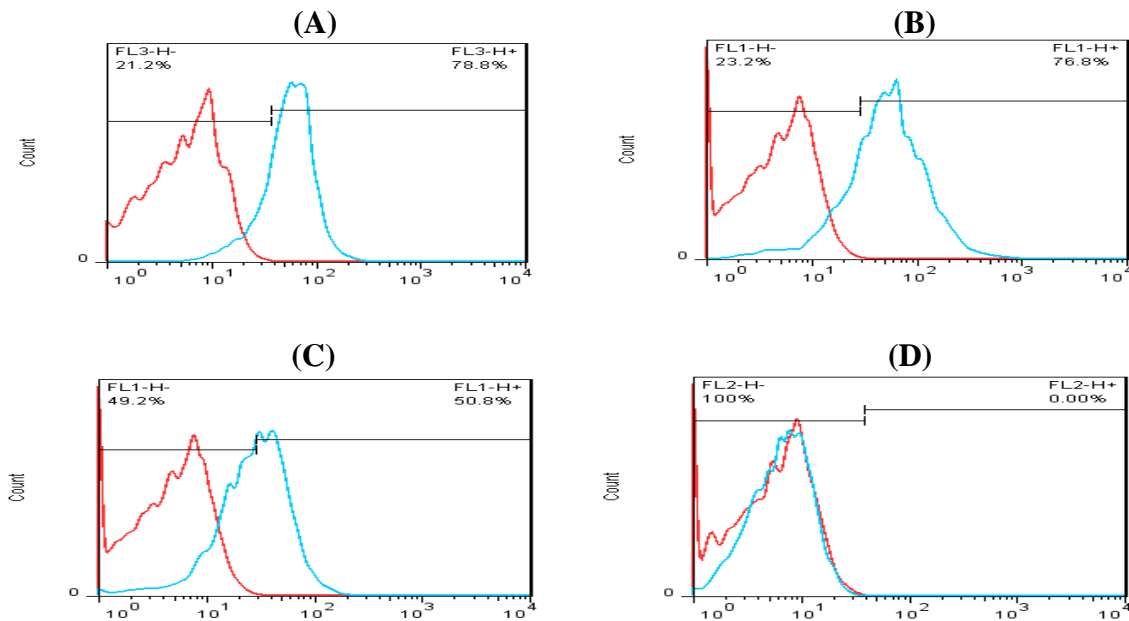 (A)
(B)
FL3-H- FL3-H+
21.2% 78.8%
Count
0
10⁰ 10¹ 10² 10³ 10⁴
FL1-H- FL1-H+
23.2% 76.8%
Count
0
10⁰ 10¹ 10² 10³ 10⁴
(C)
(D)
FL1-H- FL1-H+
49.2% 50.8%
Count
0
10⁰ 10¹ 10² 10³ 10⁴
FL2-H- FL2-H+
100% 0.00%
Count
0
10⁰ 10¹ 10² 10³ 10⁴